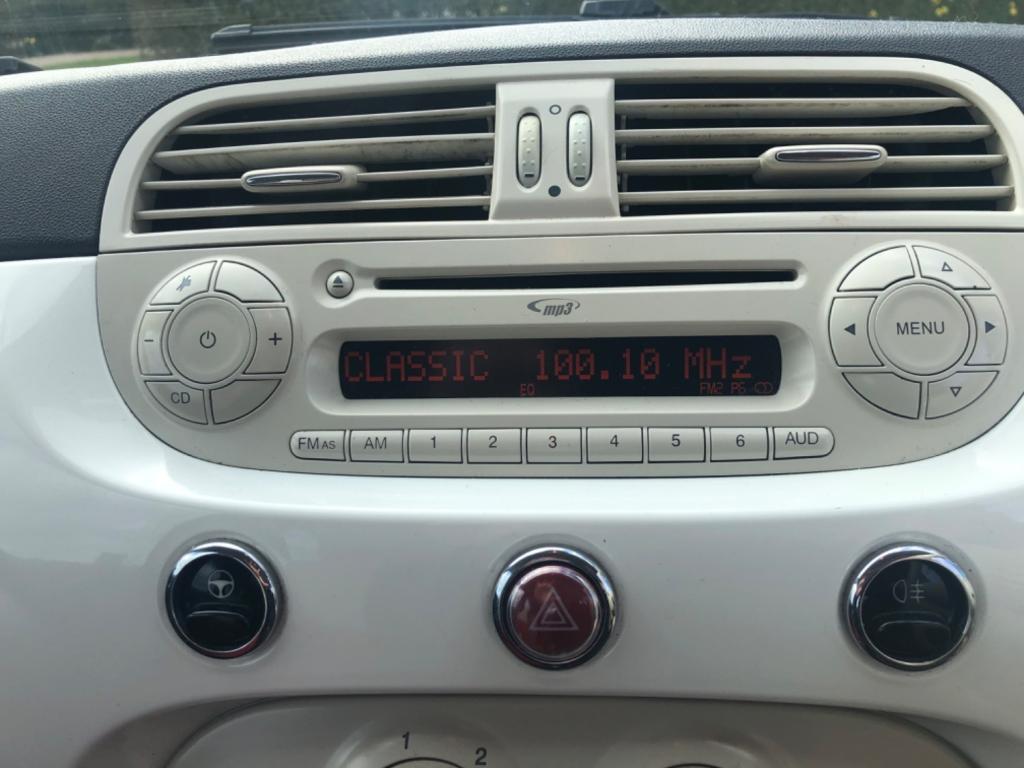 mp3
CLASSIC 100.10 MHz
EQ FM2 P6 CD
- + CD
MENU
FM AS AM 1 2 3 4 5 6 AUD
1 2